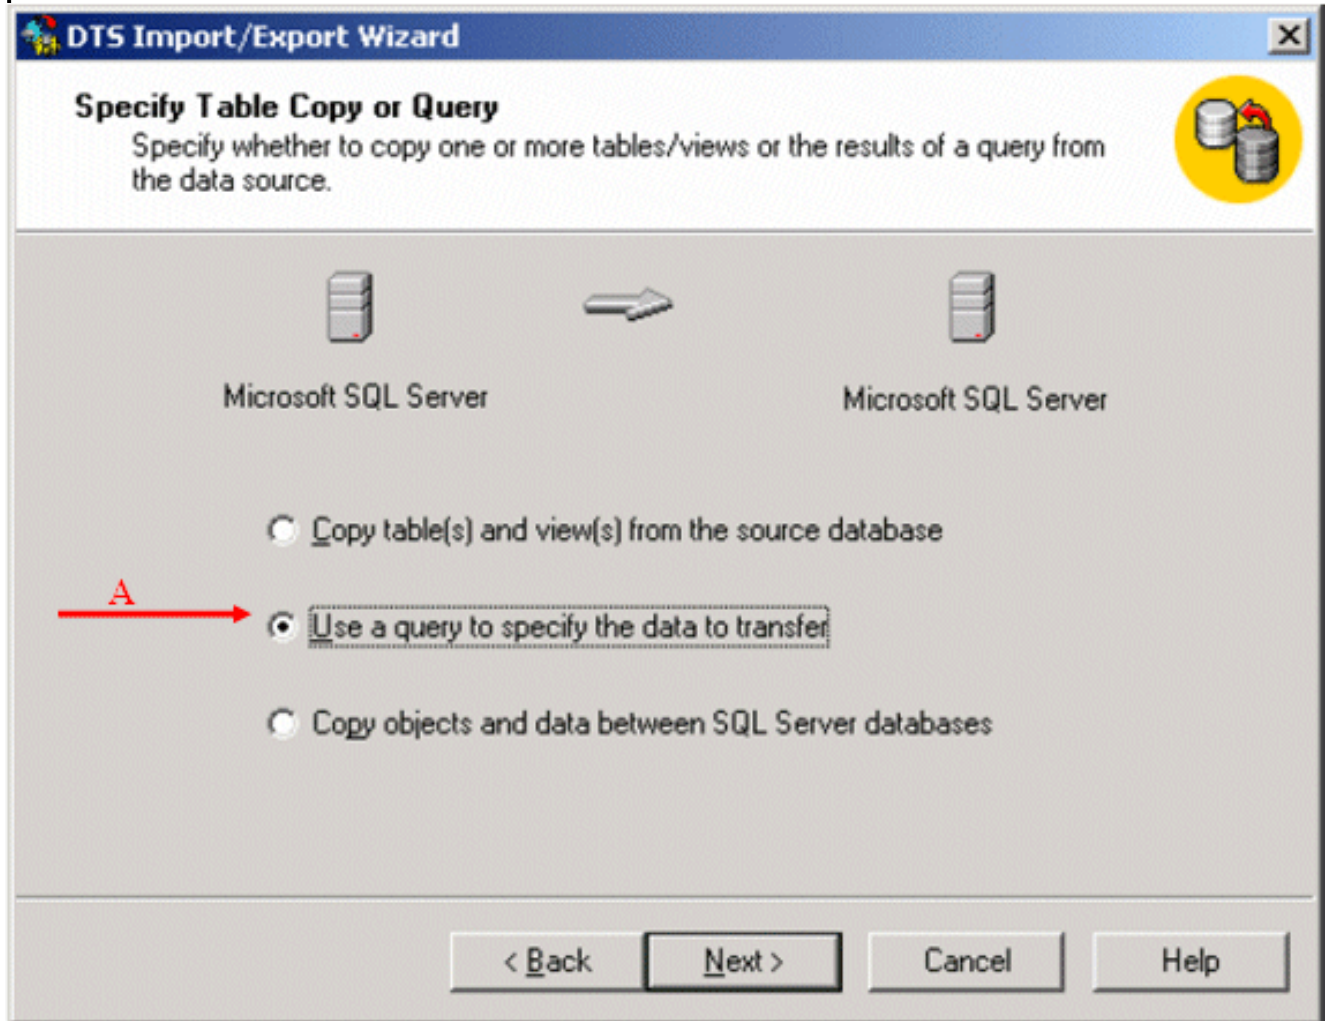 DTS Import/Export Wizard
Specify Table Copy or Query
Specify whether to copy one or more tables/views or the results of a query from
the data source.
Microsoft SQL Server
Microsoft SQL Server
Copy table(s) and view(s) from the source database
A
Use a query to specify the data to transfer
Copy objects and data between SQL Server databases
< Back
Next >
Cancel
Help